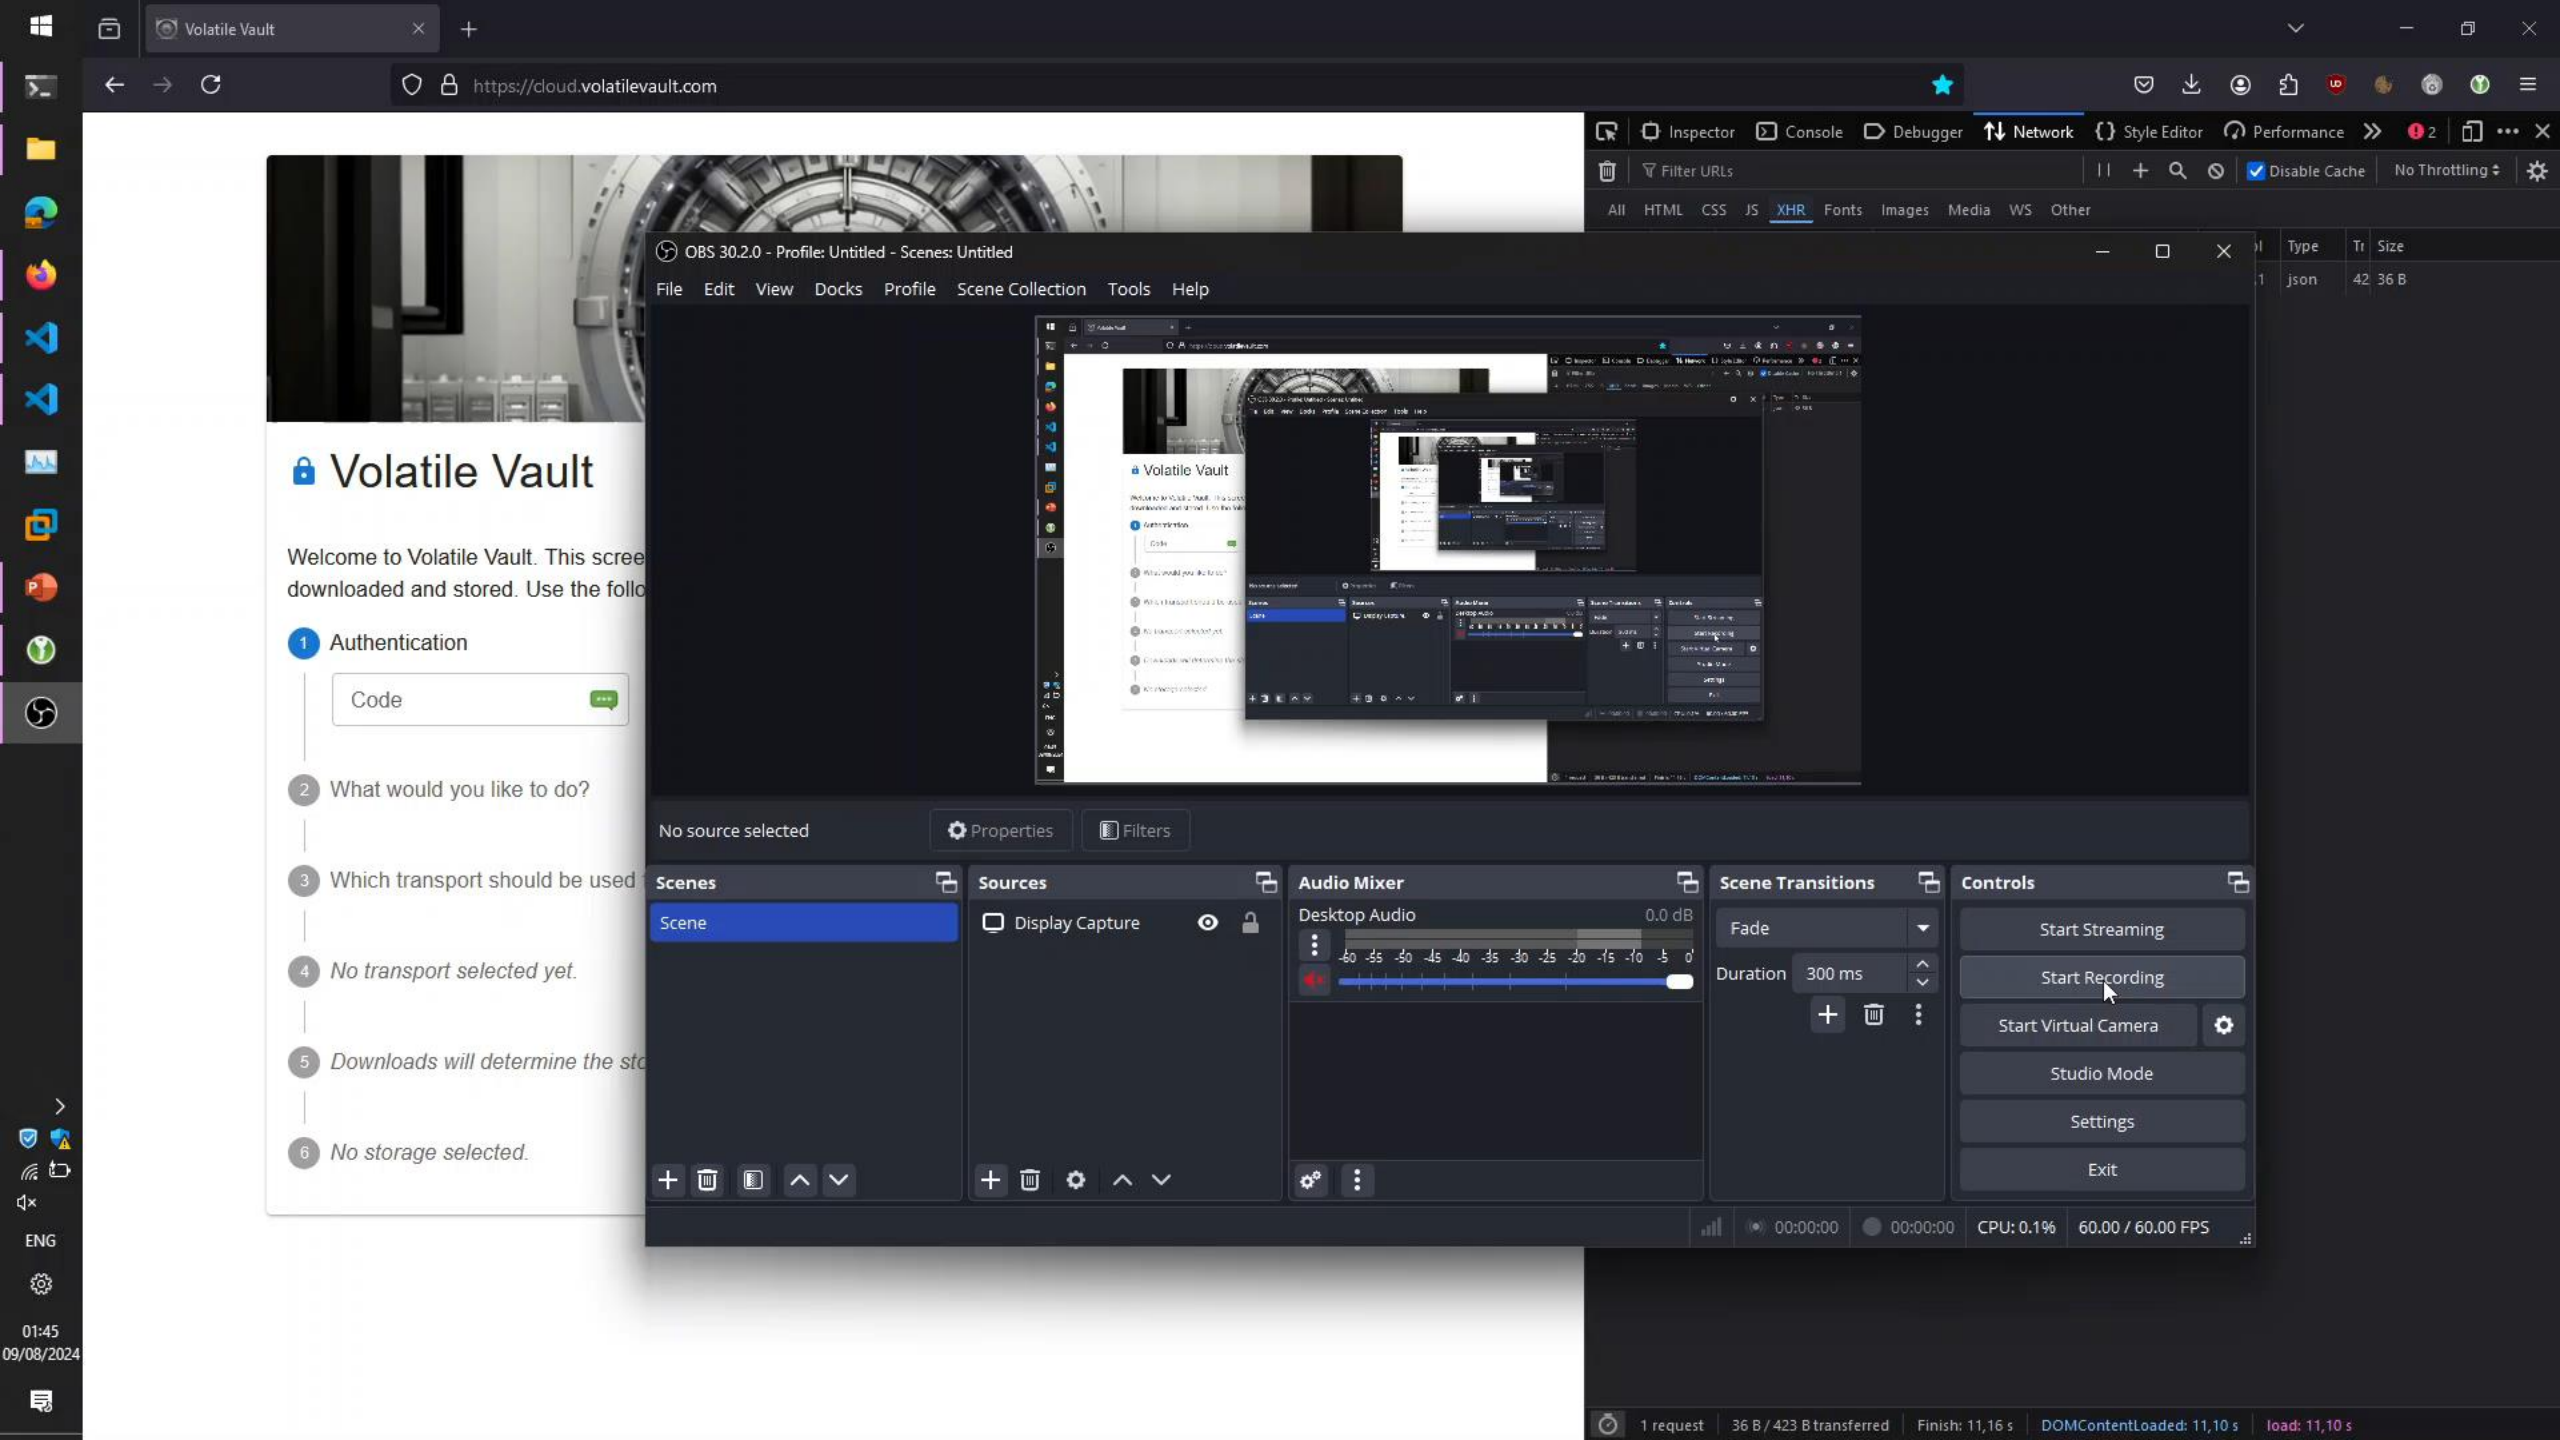 Volatile Vault
https://cloud.volatilevault.com
Inspector
Console
Debugger
Network
Style Editor
Performance
2
Filter URLs
Disable Cache
No Throttling
All
HTML
CSS
JS
XHR
Fonts
Images
Media
WS
Other
Type
Size
json
42
36 B
Volatile Vault
Welcome to Volatile Vault. This scree
downloaded and stored. Use the follo
1 Authentication
Code
2 What would you like to do?
3 Which transport should be used
4 No transport selected yet.
5 Downloads will determine the sto
6 No storage selected.
OBS 30.2.0 - Profile: Untitled - Scenes: Untitled
File Edit View Docks Profile Scene Collection Tools Help
Volatile Vault
No source selected
Properties
Filters
Scenes
Scene
Sources
Display Capture
Audio Mixer
Desktop Audio
0.0 dB
-60 -55 -50 -45 -40 -35 -30 -25 -20 -15 -10 -5 0
Scene Transitions
Fade
Duration
300 ms
Controls
Start Streaming
Start Recording
Start Virtual Camera
Studio Mode
Settings
Exit
00:00:00
00:00:00
CPU: 0.1%
60.00 / 60.00 FPS
ENG
01:45
09/08/2024
1 request
36 B / 423 B transferred
Finish: 11,16 s
DOMContentLoaded: 11,10 s
load: 11,10 s